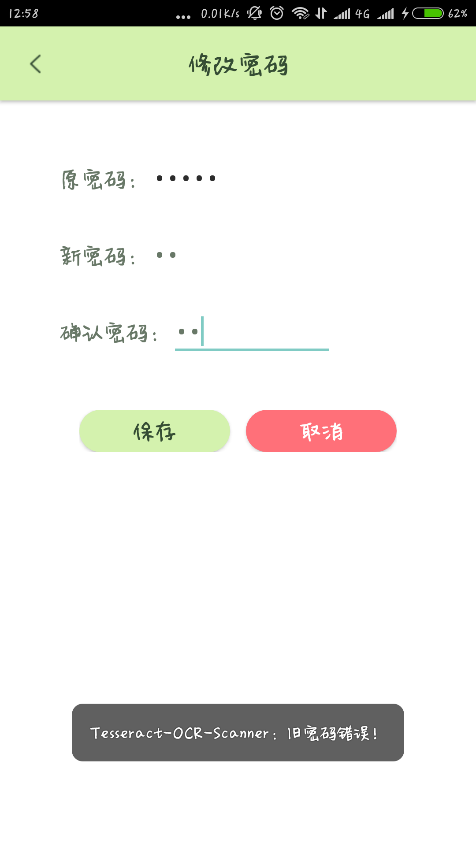 12:58 ... 0.01K/s 4G 62%
修改密码
原密码: •••••
新密码: ••
确认密码: ••
保存 取消
Tesseract-OCR-Scanner: 旧密码错误!